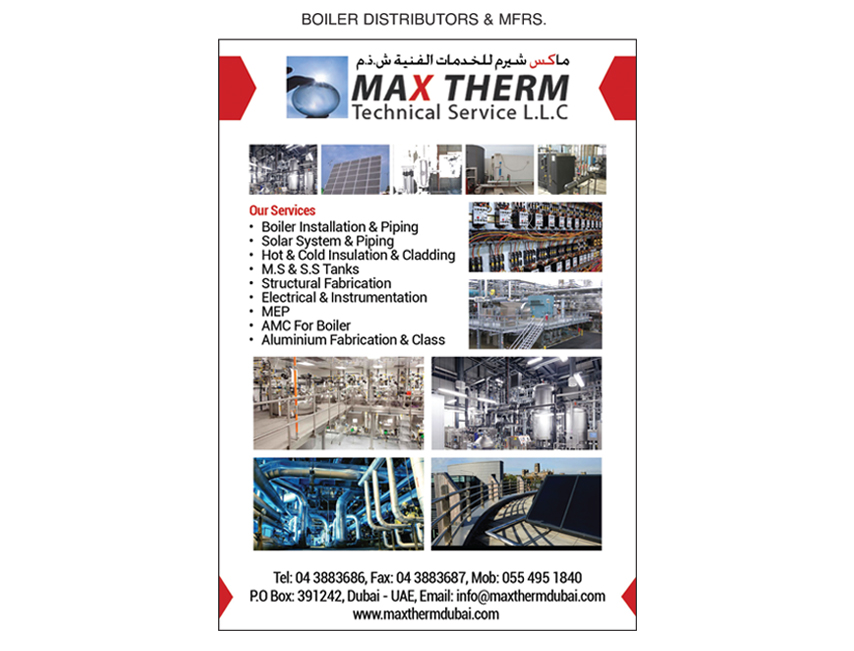 BOILER DISTRIBUTORS & MFRS.
ماكس شيرم للخدمات الفنية ش.ذ.م
MAX THERM
Technical Service L.L.C
Our Services
• Boiler Installation & Piping
• Solar System & Piping
• Hot & Cold Insulation & Cladding
• M.S & S.S Tanks
• Structural Fabrication
• Electrical & Instrumentation
• MEP
• AMC For Boiler
• Aluminium Fabrication & Class
Tel: 04 3883686, Fax: 04 3883687, Mob: 055 495 1840
P.O Box: 391242, Dubai - UAE, Email: info@maxthermdubai.com
www.maxthermdubai.com